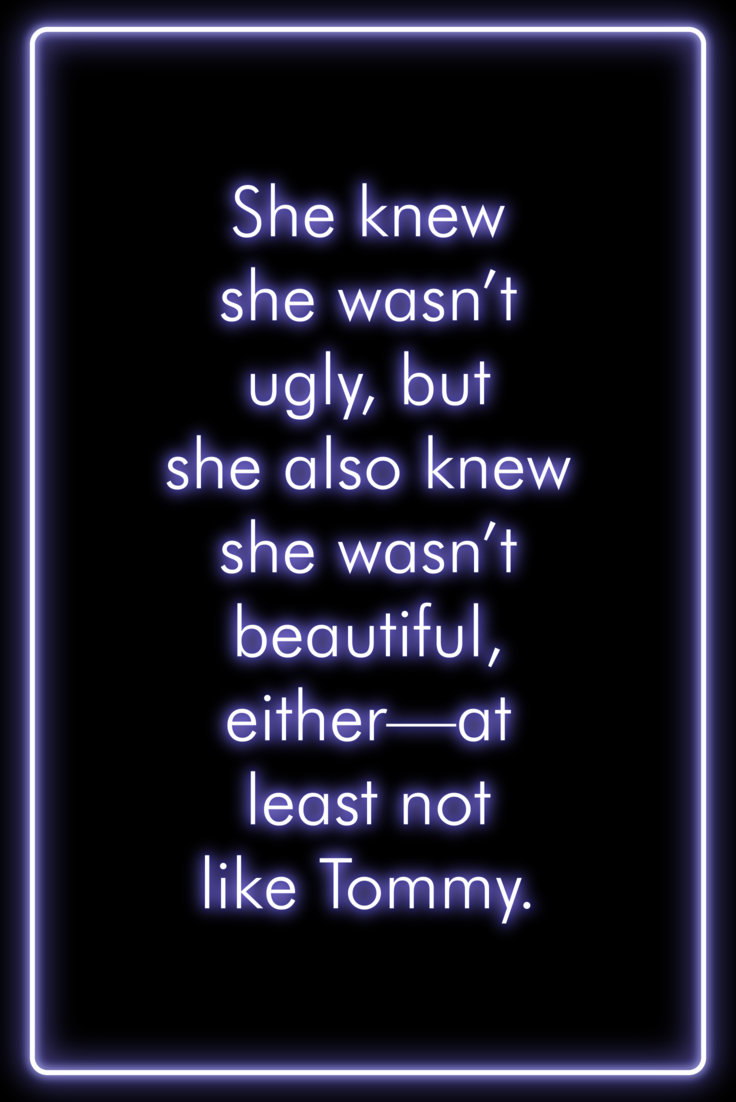 She knew
she wasn’t
ugly, but
she also knew
she wasn’t
beautiful,
either—at
least not
like Tommy.